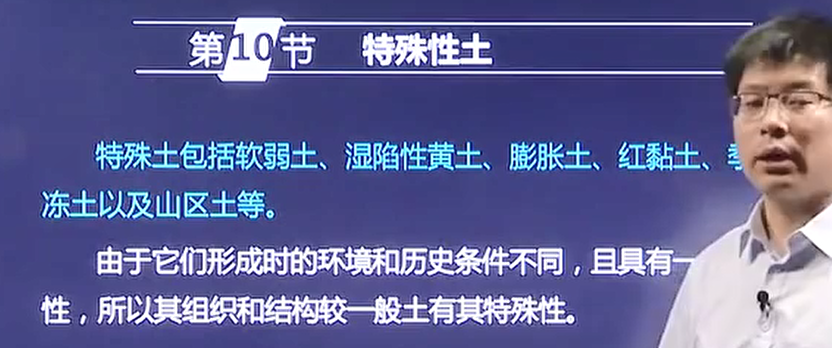 第10节 特殊性土
特殊土包括软弱土、湿陷性黄土、膨胀土、红黏土、季
冻土以及山区土等。
由于它们形成时的环境和历史条件不同，且具有一
性，所以其组织和结构较一般土有其特殊性。